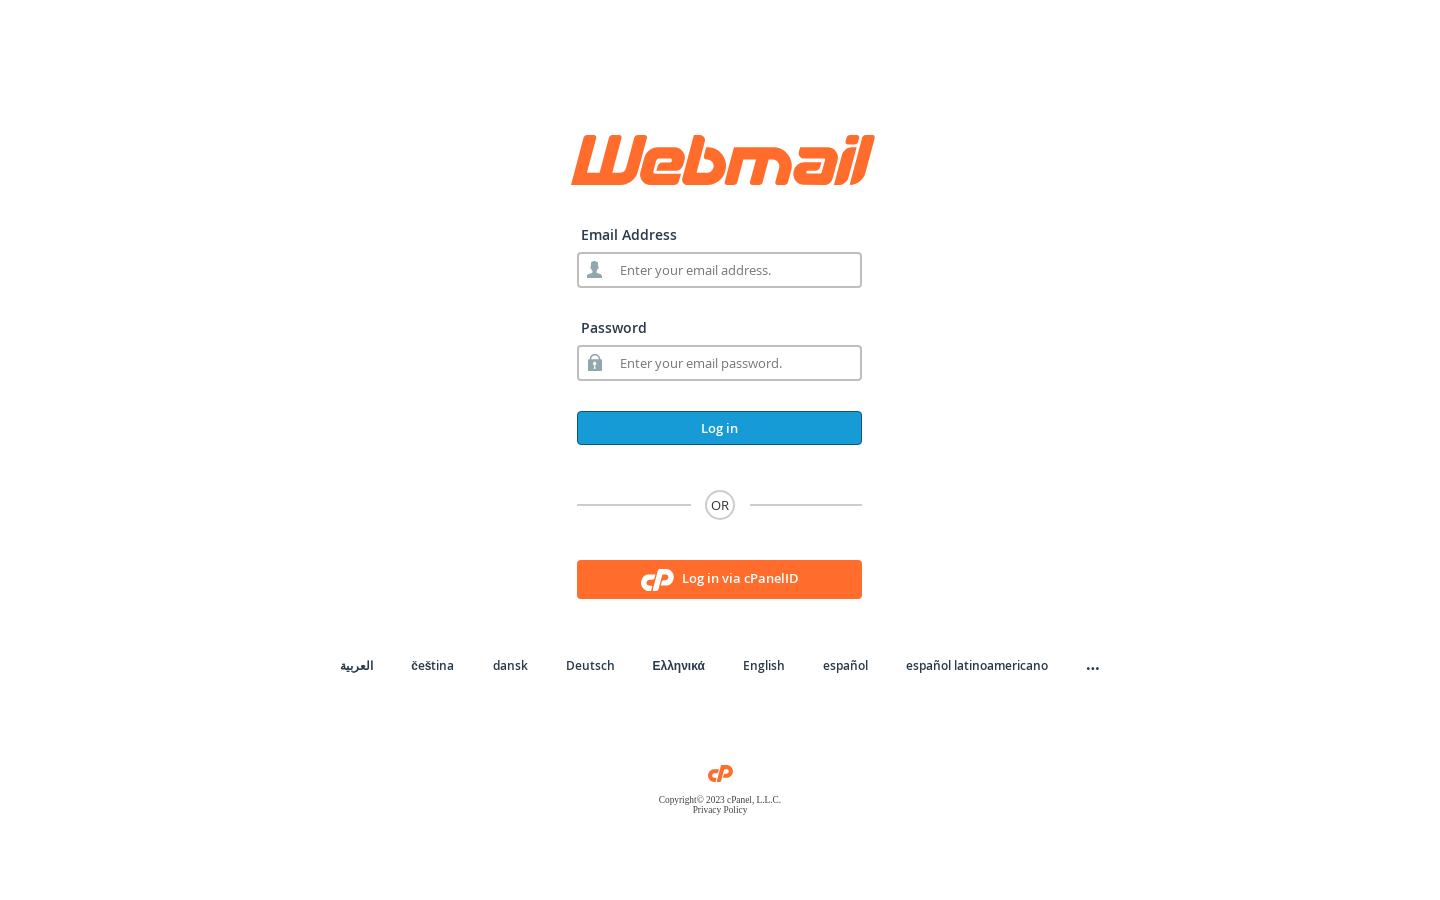 Webmail
Email Address
Enter your email address.
Password
Enter your email password.
Log in
OR
cP Log in via cPanelID
العربية čeština dansk Deutsch Ελληνικά English español español latinoamericano ...
cP
Copyright© 2023 cPanel, L.L.C.
Privacy Policy